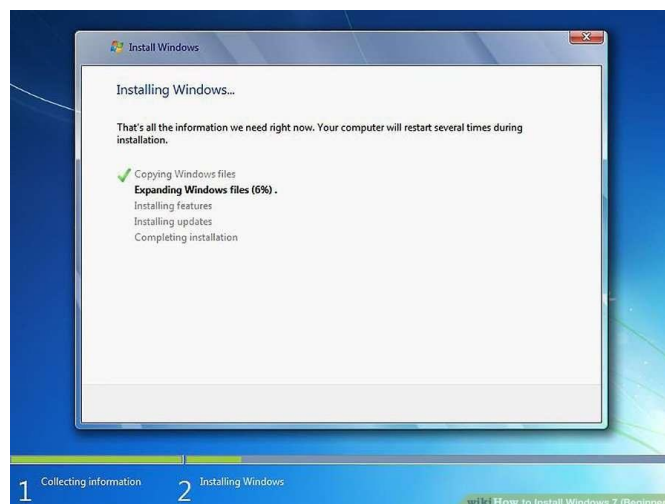 Install Windows
Installing Windows...
That's all the information we need right now. Your computer will restart several times during
installation.
Copying Windows files
Expanding Windows files (6%) .
Installing features
Installing updates
Completing installation
1 Collecting information
2 Installing Windows
wikiHow to Install Windows 7 (Beginners